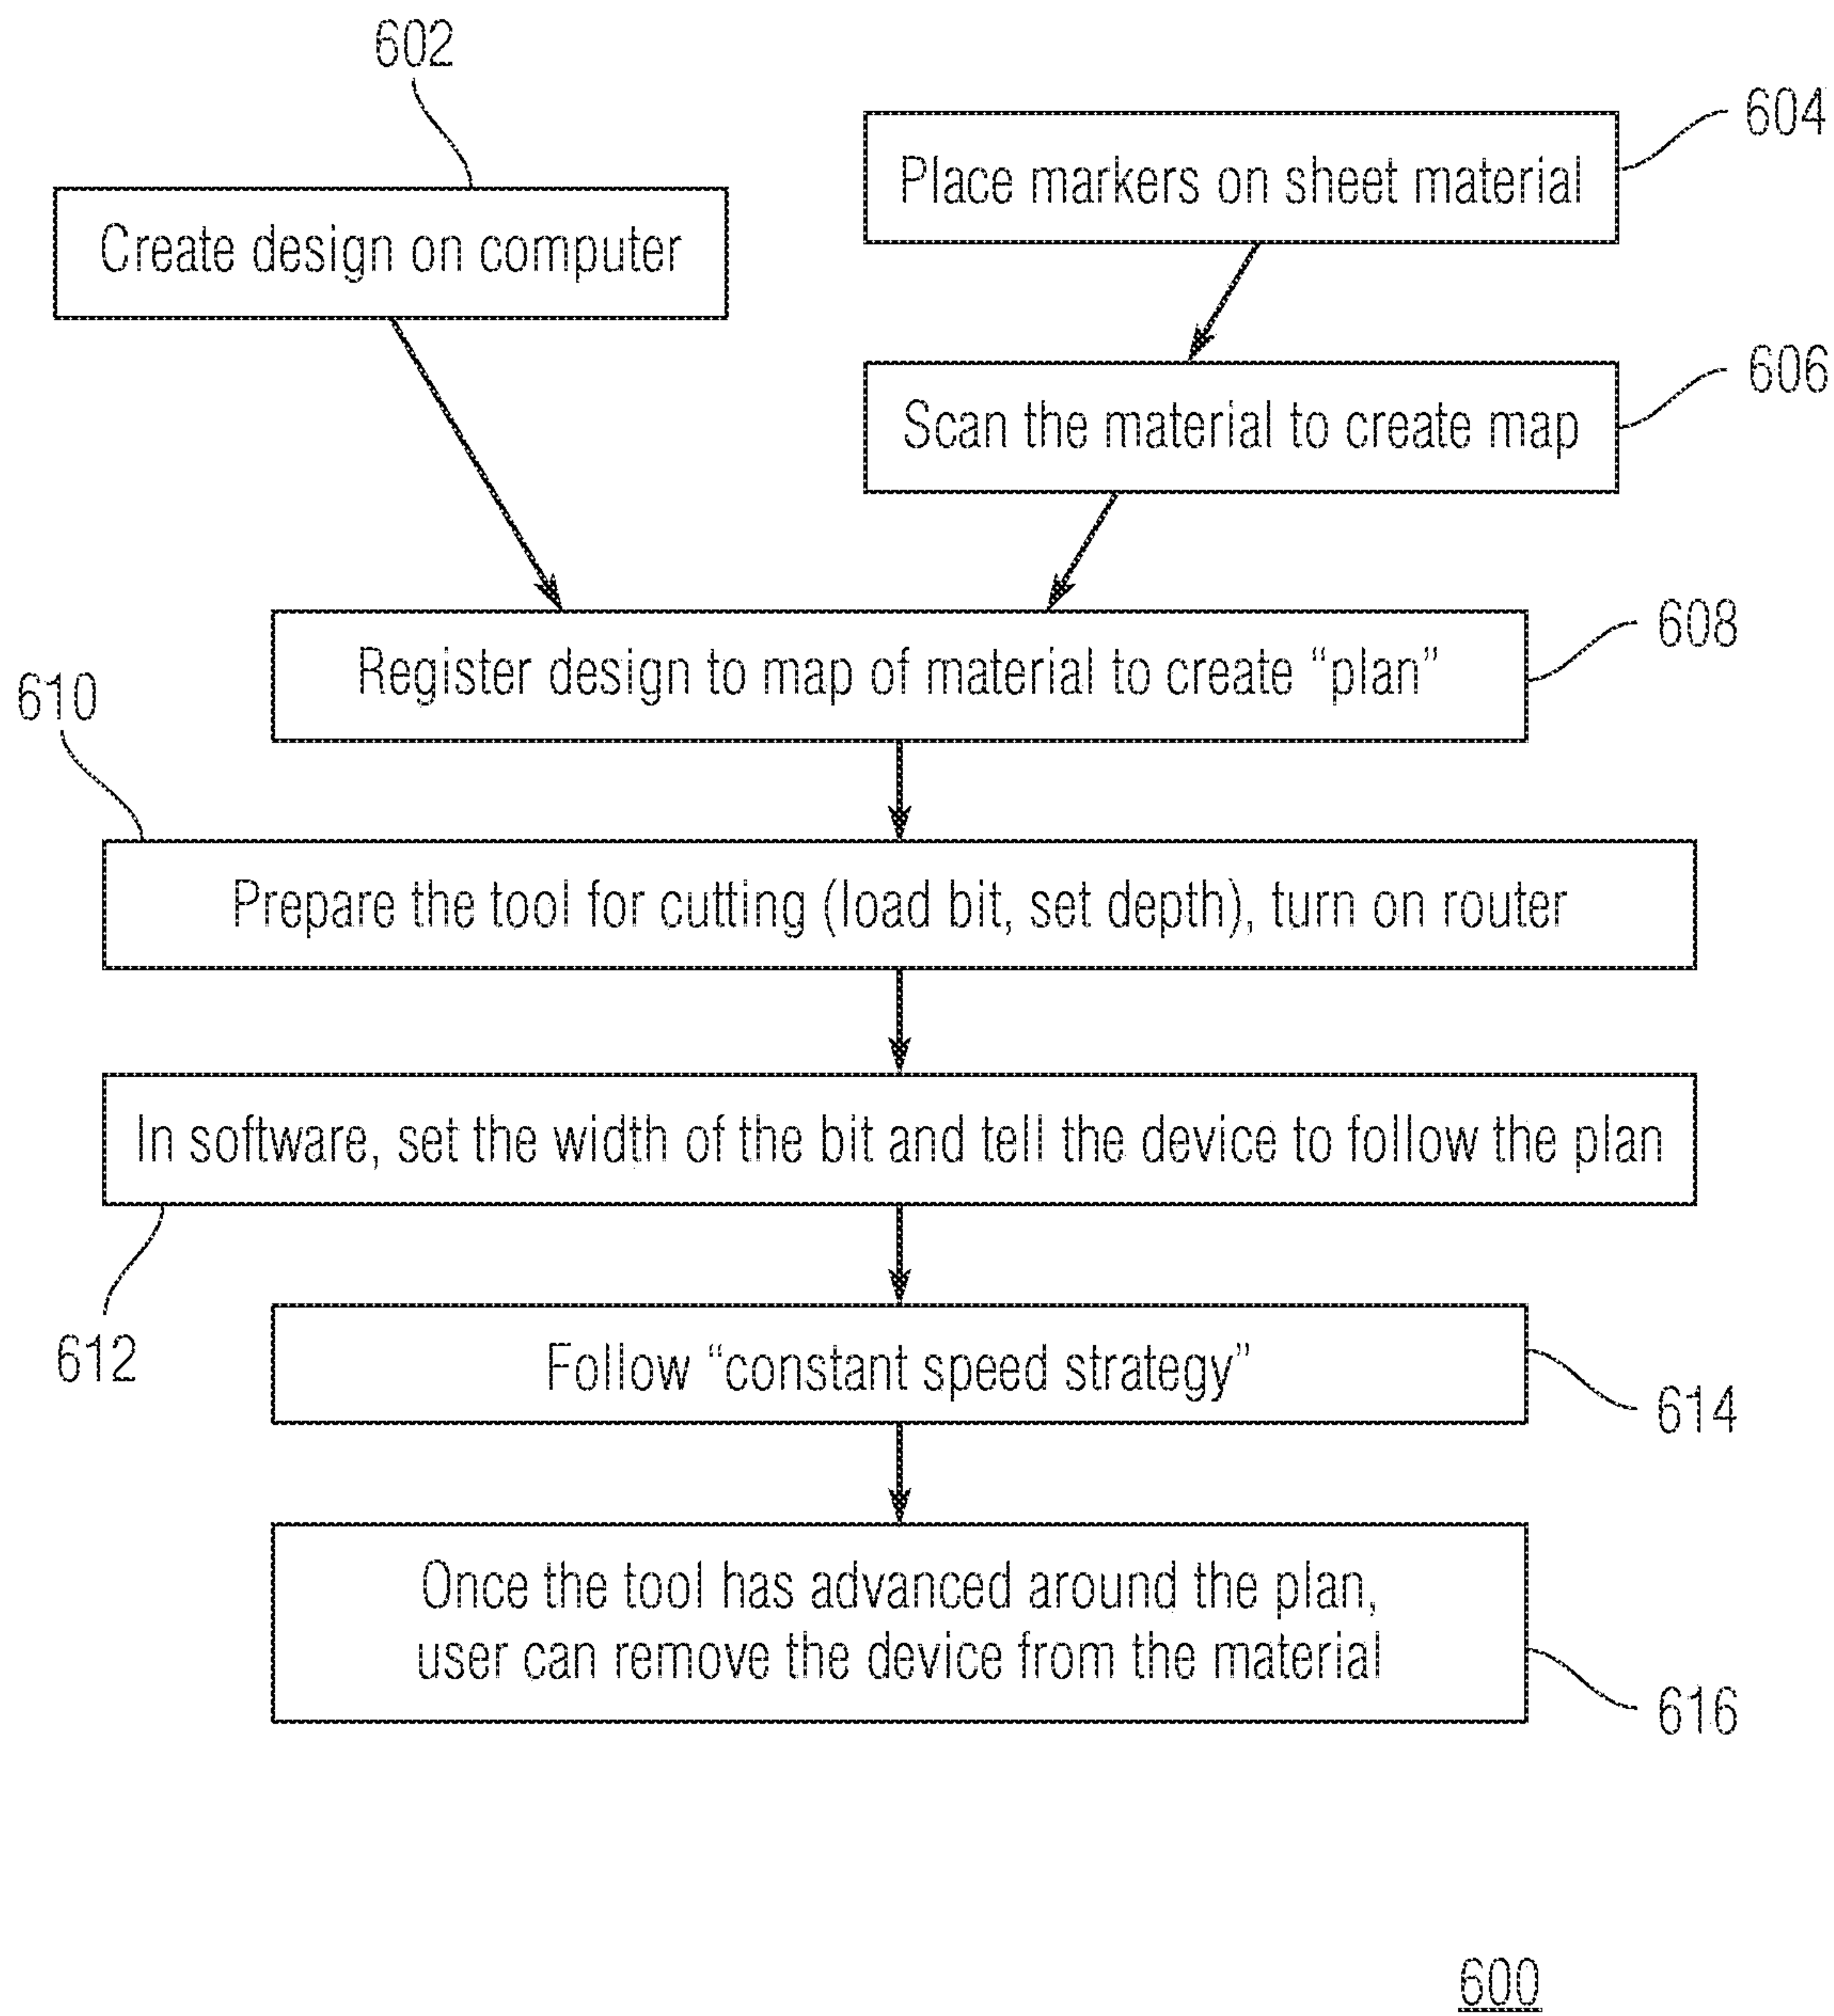 602
604
Place markers on sheet material
Create design on computer
606
Scan the material to create map
608
Register design to map of material to create “plan”
610
Prepare the tool for cutting (load bit, set depth), turn on router
In software, set the width of the bit and tell the device to follow the plan
612
Follow “constant speed strategy”
614
Once the tool has advanced around the plan,
user can remove the device from the material
616
600